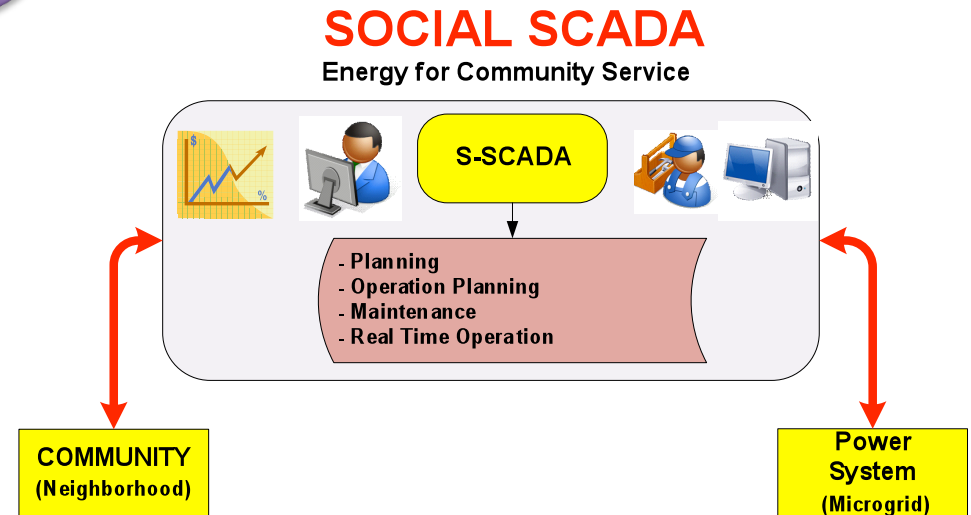 SOCIAL SCADA
Energy for Community Service
$
%
S-SCADA
- Planning
- Operation Planning
- Maintenance
- Real Time Operation
COMMUNITY
(Neighborhood)
Power
System
(Microgrid)